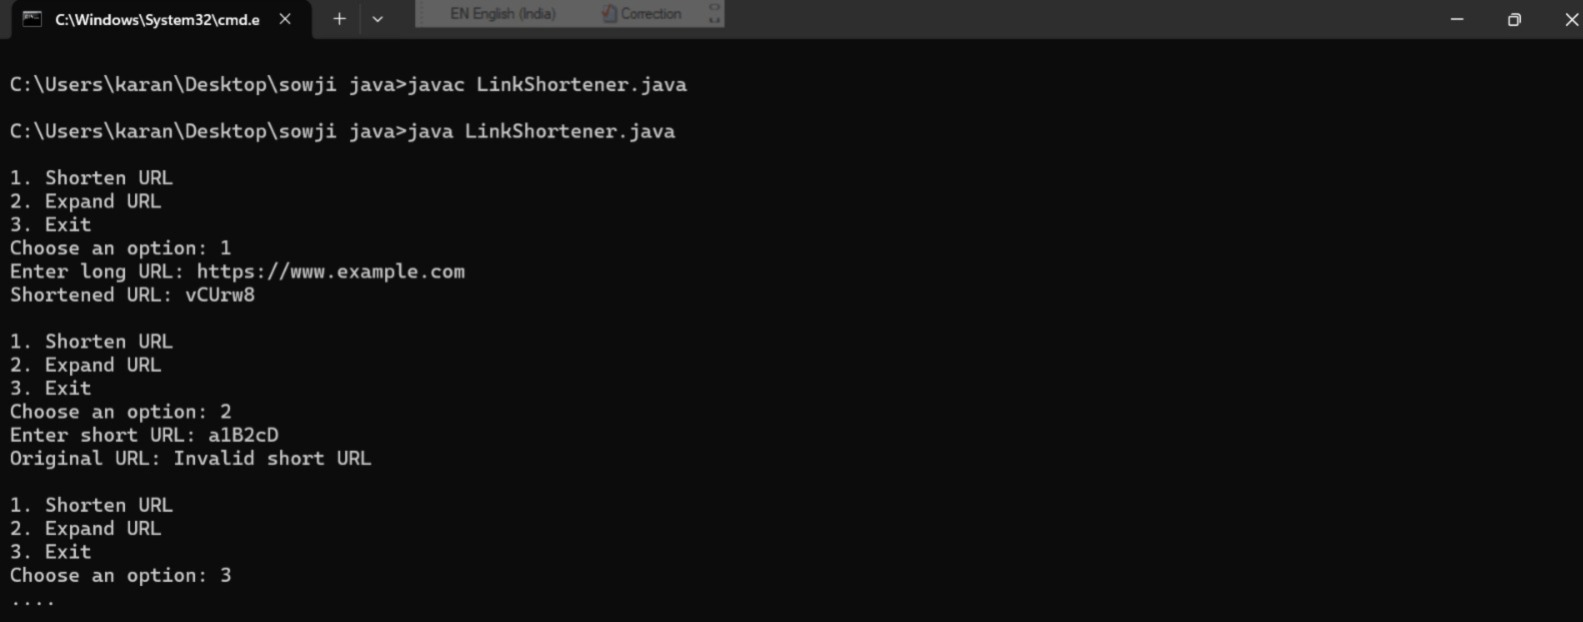 C:\Windows\System32\cmd.e
EN English (India) Correction
C:\Users\karan\Desktop\sowji java>javac LinkShortener.java
C:\Users\karan\Desktop\sowji java>java LinkShortener.java
1. Shorten URL
2. Expand URL
3. Exit
Choose an option: 1
Enter long URL: https://www.example.com
Shortened URL: vCUrw8
1. Shorten URL
2. Expand URL
3. Exit
Choose an option: 2
Enter short URL: a1B2cD
Original URL: Invalid short URL
1. Shorten URL
2. Expand URL
3. Exit
Choose an option: 3
....